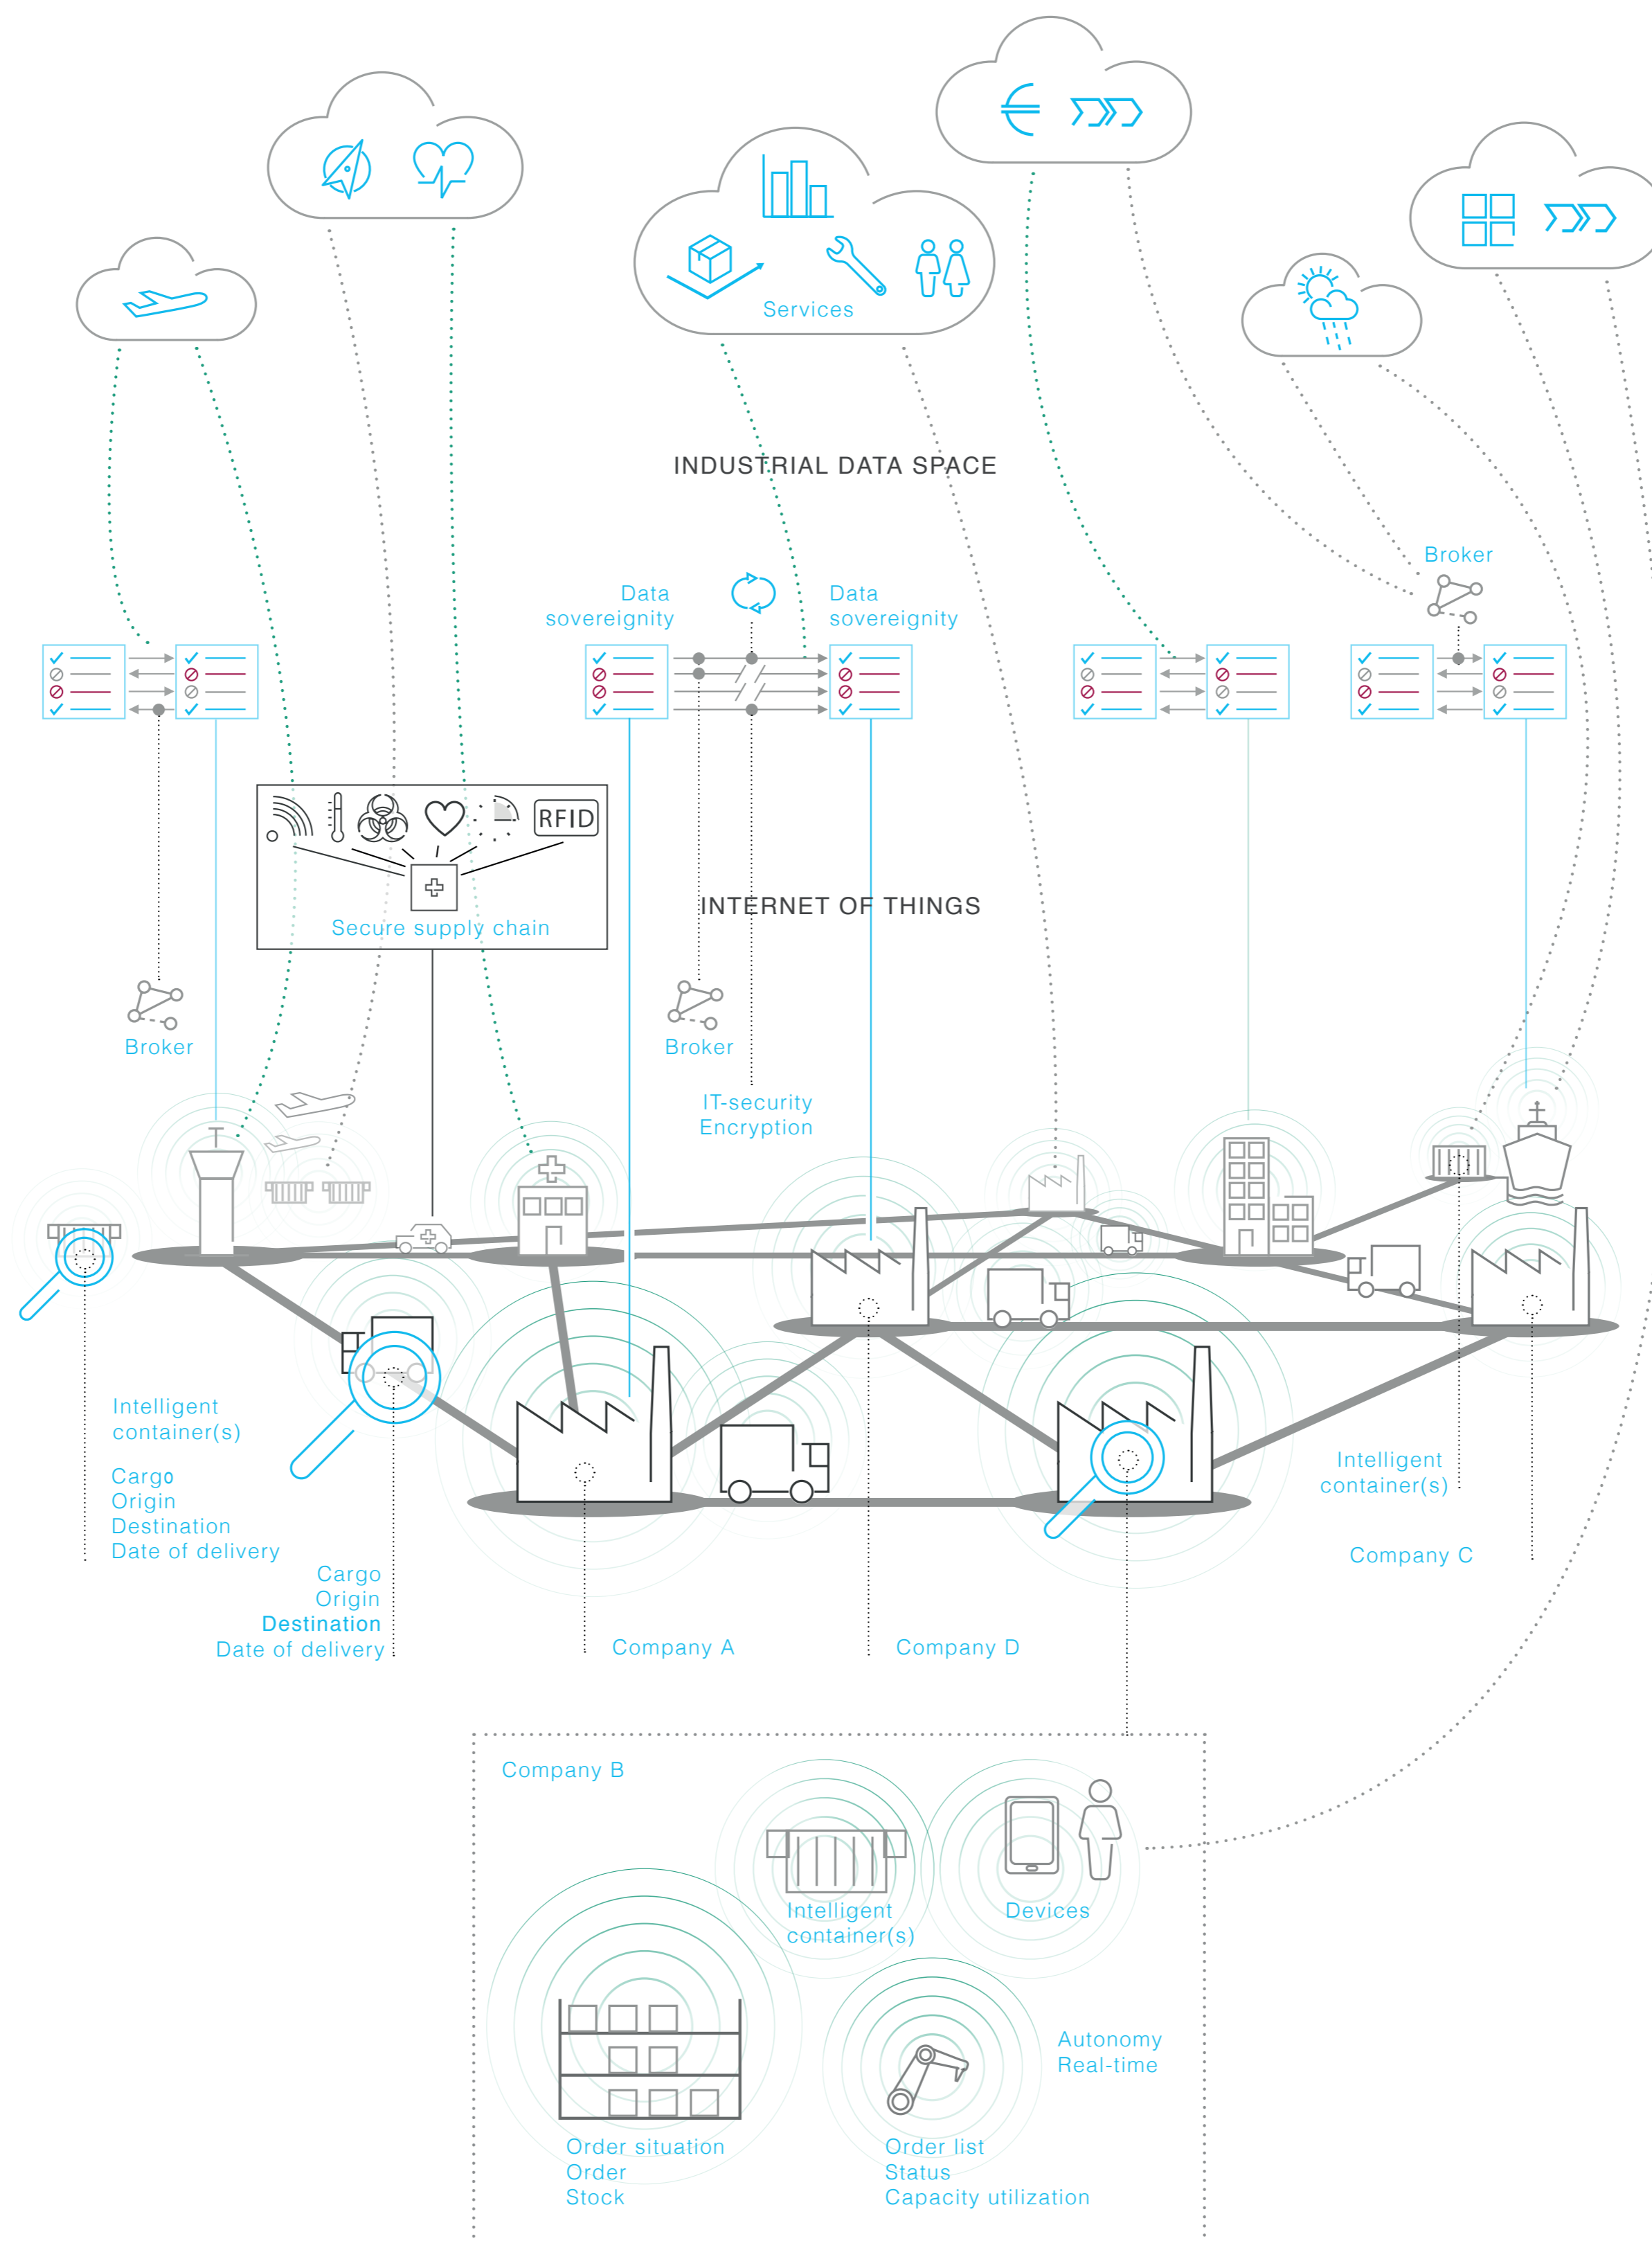 Services
INDUSTRIAL DATA SPACE
Broker
Data
sovereignity
Data
sovereignity
RFID
Secure supply chain
INTERNET OF THINGS
Broker
Broker
IT-security
Encryption
Intelligent
container(s)
Cargo
Origin
Destination
Date of delivery
Cargo
Origin
Destination
Date of delivery
Company A
Company D
Intelligent
container(s)
Company C
Company B
Intelligent
container(s)
Devices
Autonomy
Real-time
Order situation
Order
Stock
Order list
Status
Capacity utilization